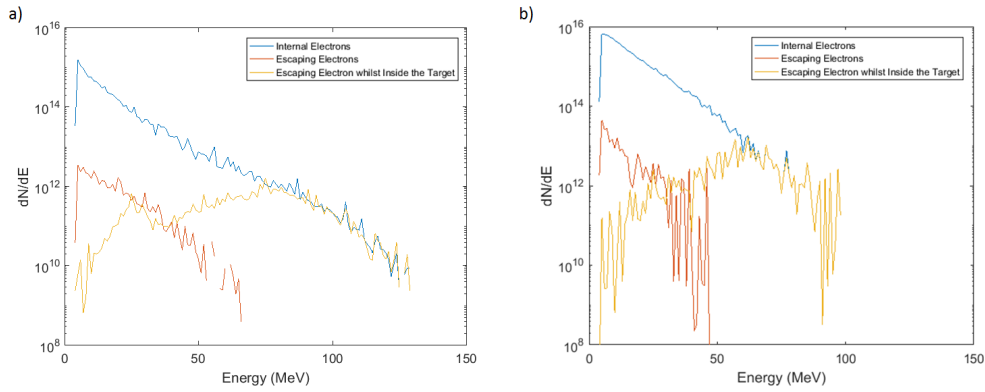 a)
10^16
10^14
10^12
10^10
10^8
dN/dE
0
50
100
150
Energy (MeV)
Internal Electrons
Escaping Electrons
Escaping Electron whilst Inside the Target
b)
10^16
10^14
10^12
10^10
10^8
dN/dE
0
50
100
150
Energy (MeV)
Internal Electrons
Escaping Electrons
Escaping Electron whilst Inside the Target